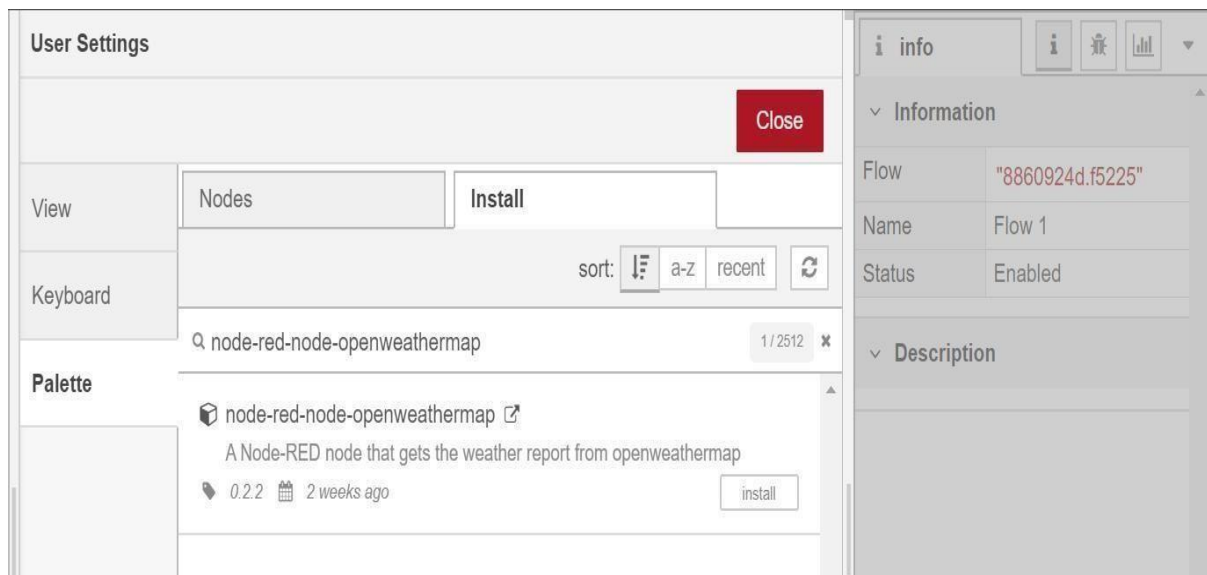 User Settings
Close
View
Keyboard
Palette
Nodes
Install
sort: a-z recent
node-red-node-openweathermap 1 / 2512
node-red-node-openweathermap
A Node-RED node that gets the weather report from openweathermap
0.2.2 2 weeks ago
install
i info
Information
Flow "8860924d.f5225"
Name Flow 1
Status Enabled
Description